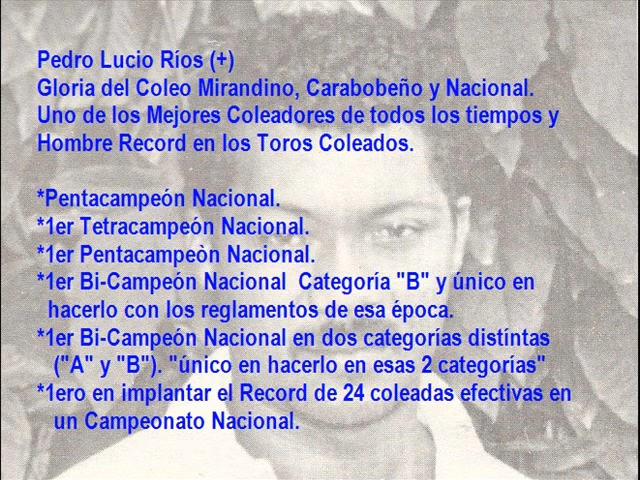 Pedro Lucio Ríos (+)
Gloria del Coleo Mirandino, Carabobeño y Nacional.
Uno de los Mejores Coleadores de todos los tiempos y
Hombre Record en los Toros Coleados.
*Pentacampeón Nacional.
*1er Tetracampeón Nacional.
*1er Pentacampeòn Nacional.
*1er Bi-Campeón Nacional Categoría "B" y único en
hacerlo con los reglamentos de esa época.
*1er Bi-Campeón Nacional en dos categorías distíntas
("A" y "B"). "único en hacerlo en esas 2 categorías"
*1ero en implantar el Record de 24 coleadas efectivas en
un Campeonato Nacional.